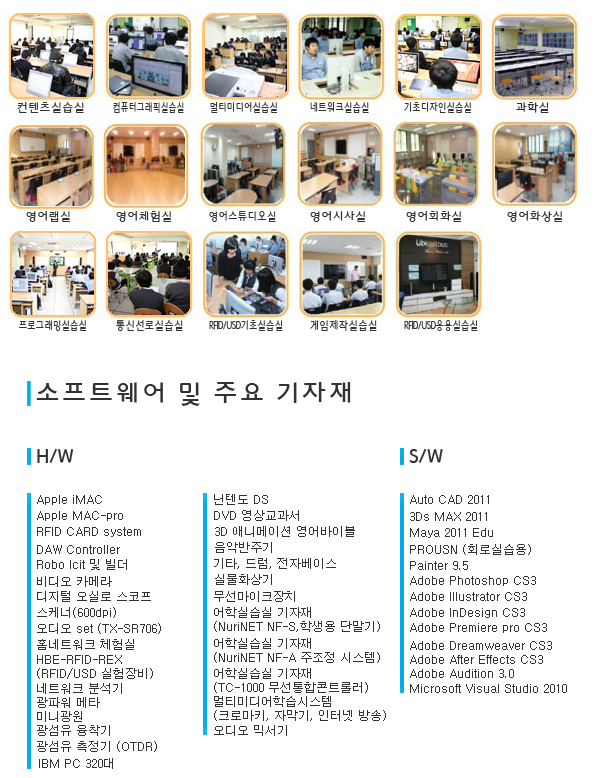 컨텐츠실습실
컴퓨터그래픽실습실
멀티미디어실습실
네트워크실습실
기초디자인실습실
과학실
영어랩실
영어체험실
영어스튜디오실
영어시사실
영어회화실
영어화상실
Ubiquitous
프로그래밍실습실
통신선로실습실
RFID/USD기초실습실
게임제작실습실
RFID/USD응용실습실
소프트웨어 및 주요 기자재
H/W
Apple iMAC
Apple MAC-pro
RFID CARD system
DAW Controller
Robo Icit 및 빌더
비디오 카메라
디지털 오실로 스코프
스케너(600dpi)
오디오 set (TX-SR706)
홈네트워크 체험실
HBE-RFID-REX
(RFID/USD 실험장비)
네트워크 분석기
광파워 메타
미니광원
광섬유 융착기
광섬유 측정기 (OTDR)
IBM PC 320대
닌텐도 DS
DVD 영상교과서
3D 애니메이션 영어바이블
음악반주기
기타, 드럼, 전자베이스
실물화상기
무선마이크장치
어학실습실 기자재
(NuriNET NF-S,학생용 단말기)
어학실습실 기자재
(NuriNET NF-A 주조정 시스템)
어학실습실 기자재
(TC-1000 무선통합콘트롤러)
멀티미디어학습시스템
(크로마키, 자막기, 인터넷 방송)
오디오 믹서기
S/W
Auto CAD 2011
3Ds MAX 2011
Maya 2011 Edu
PROUSN (회로실습용)
Painter 9.5
Adobe Photoshop CS3
Adobe Illustrator CS3
Adobe InDesign CS3
Adobe Premiere pro CS3
Adobe Dreamweaver CS3
Adobe After Effects CS3
Adobe Audition 3.0
Microsoft Visual Studio 2010